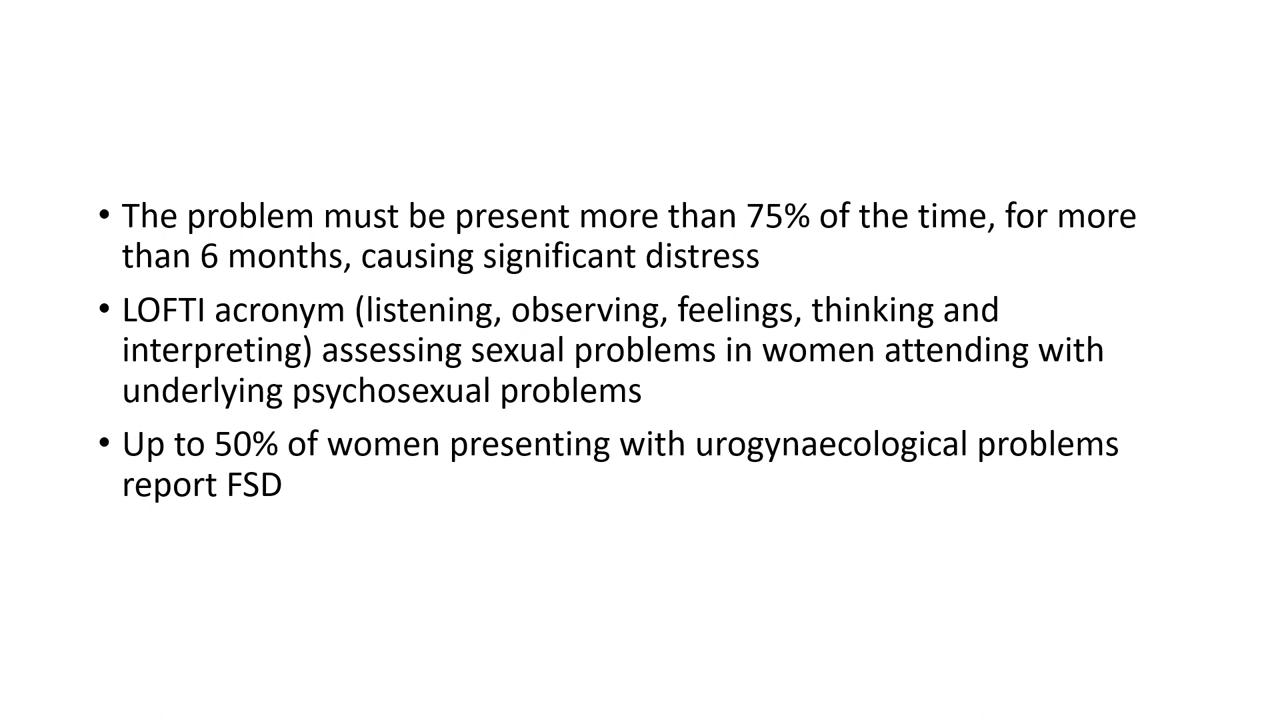 • The problem must be present more than 75% of the time, for more
than 6 months, causing significant distress
• LOFTI acronym (listening, observing, feelings, thinking and
interpreting) assessing sexual problems in women attending with
underlying psychosexual problems
• Up to 50% of women presenting with urogynaecological problems
report FSD